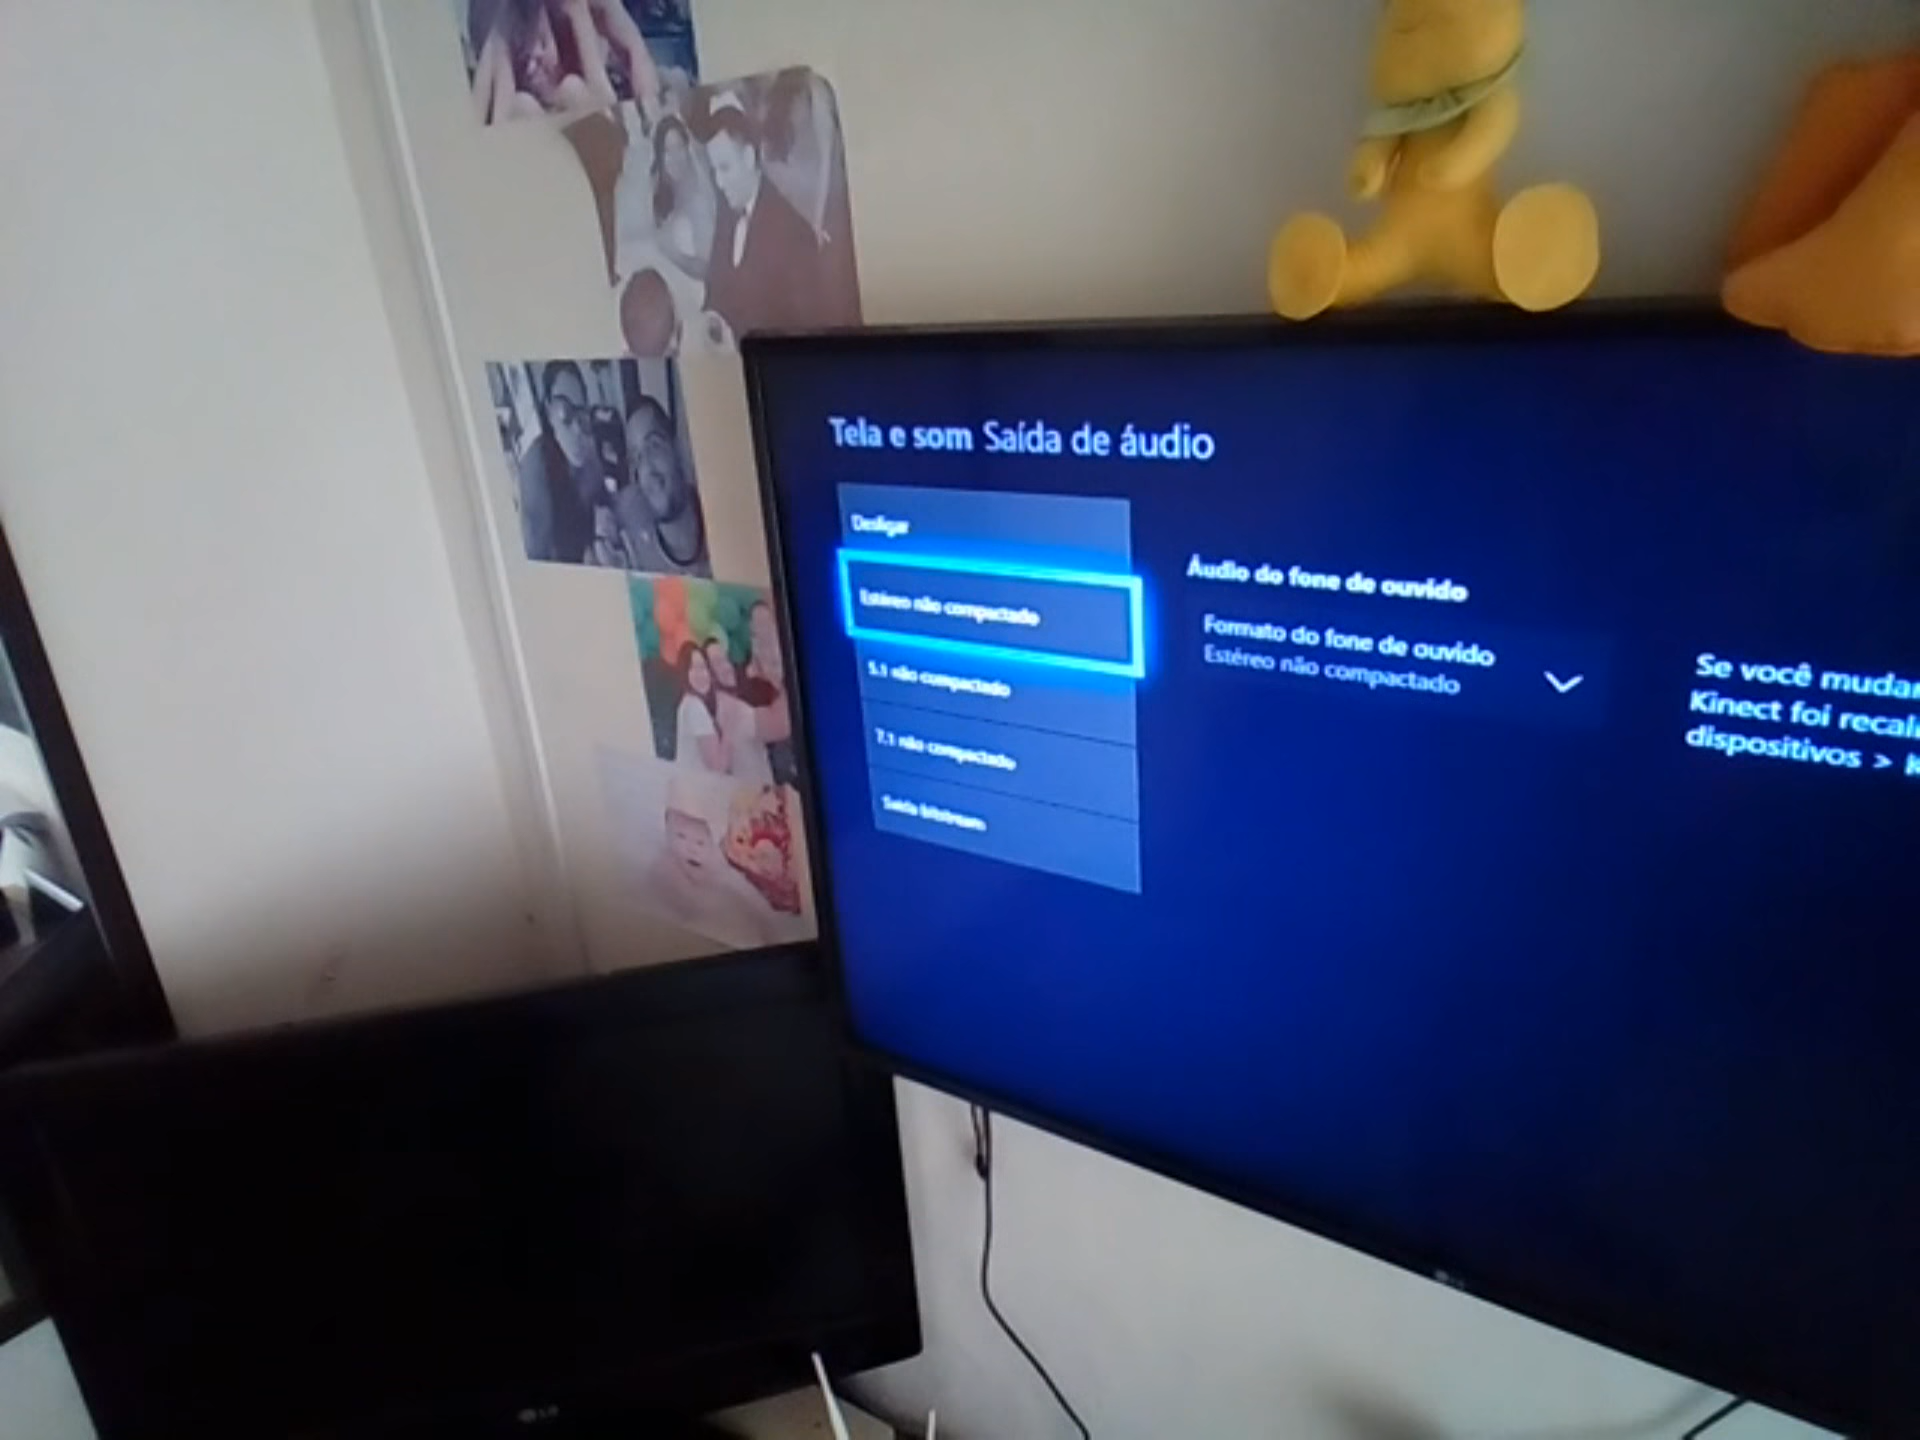 Tela e som Saída de áudio
Desligar
Estéreo não compactado
5.1 não compactado
7.1 não compactado
Saída bitstream
Áudio do fone de ouvido
Formato do fone de ouvido
Estéreo não compactado
Se você mudar
Kinect foi recali
dispositivos >
LG